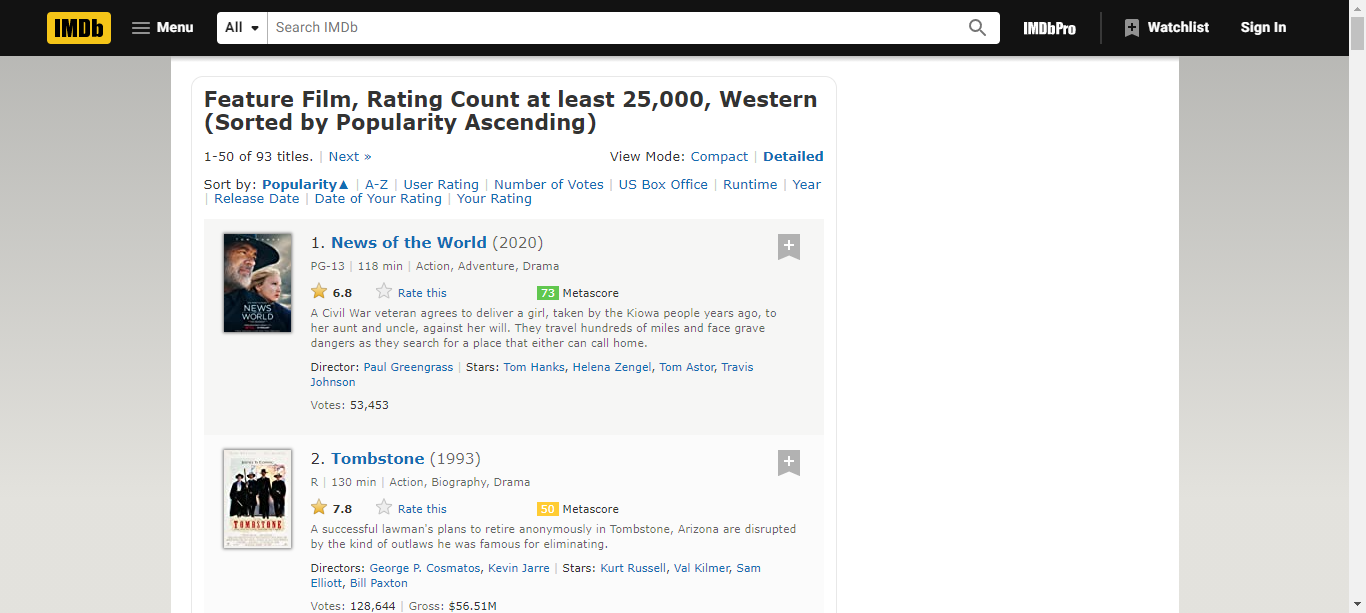 IMDb Menu All Search IMDb IMDbPro Watchlist Sign In
Feature Film, Rating Count at least 25,000, Western
(Sorted by Popularity Ascending)
1-50 of 93 titles. | Next » View Mode: Compact | Detailed
Sort by: Popularity▲ | A-Z | User Rating | Number of Votes | US Box Office | Runtime | Year
| Release Date | Date of Your Rating | Your Rating
NEWS
WORLD
1. News of the World (2020)
PG-13 | 118 min | Action, Adventure, Drama
6.8 Rate this 73 Metascore
A Civil War veteran agrees to deliver a girl, taken by the Kiowa people years ago, to
her aunt and uncle, against her will. They travel hundreds of miles and face grave
dangers as they search for a place that either can call home.
Director: Paul Greengrass | Stars: Tom Hanks, Helena Zengel, Tom Astor, Travis
Johnson
Votes: 53,453
TOMBSTONE
2. Tombstone (1993)
R | 130 min | Action, Biography, Drama
7.8 Rate this 50 Metascore
A successful lawman's plans to retire anonymously in Tombstone, Arizona are disrupted
by the kind of outlaws he was famous for eliminating.
Directors: George P. Cosmatos, Kevin Jarre | Stars: Kurt Russell, Val Kilmer, Sam
Elliott, Bill Paxton
Votes: 128,644 | Gross: $56.51M